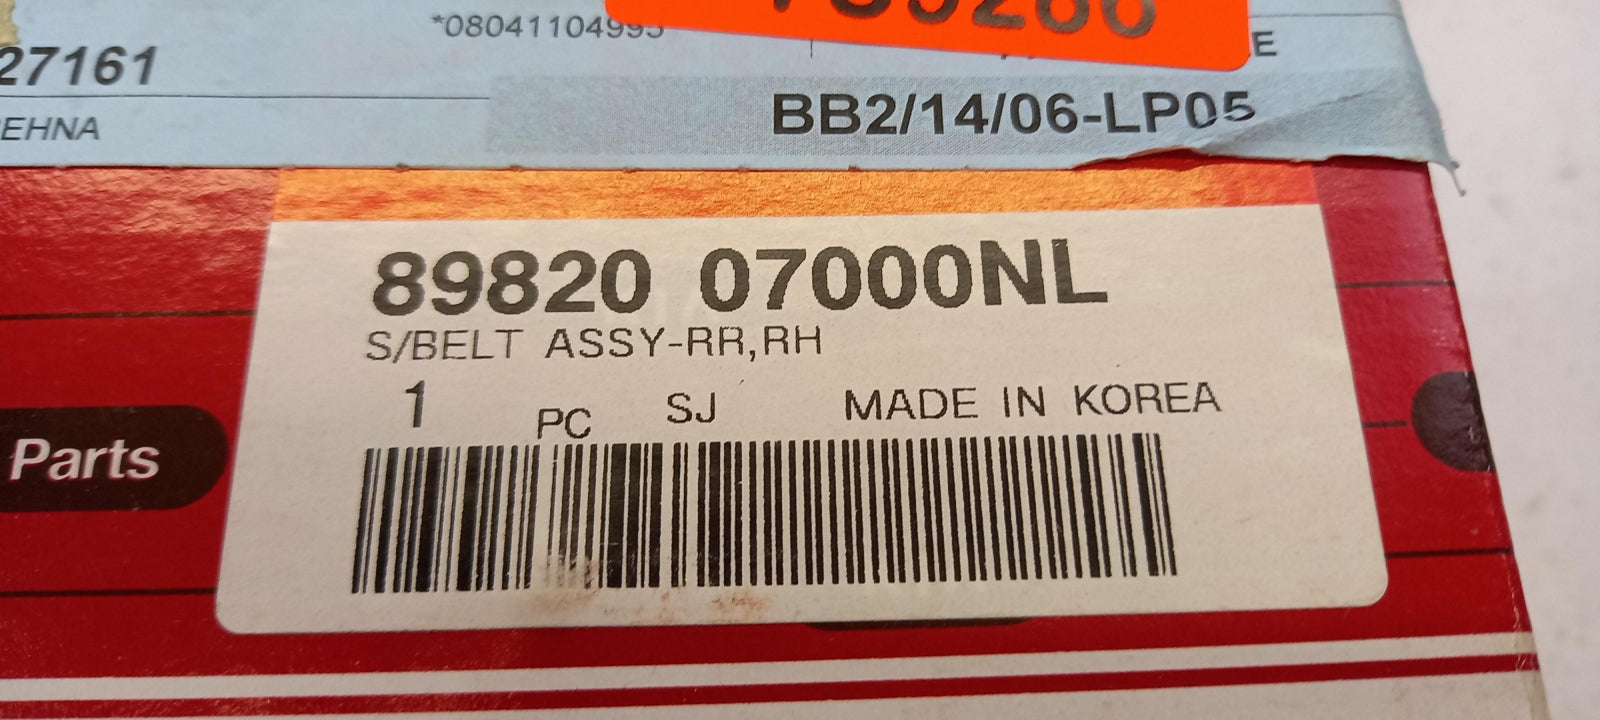 *08041104995
27161
E
BB2/14/06-LP05
EHNA
89820 07000NL
S/BELT ASSY-RR,RH
1 PC SJ MADE IN KOREA
Parts